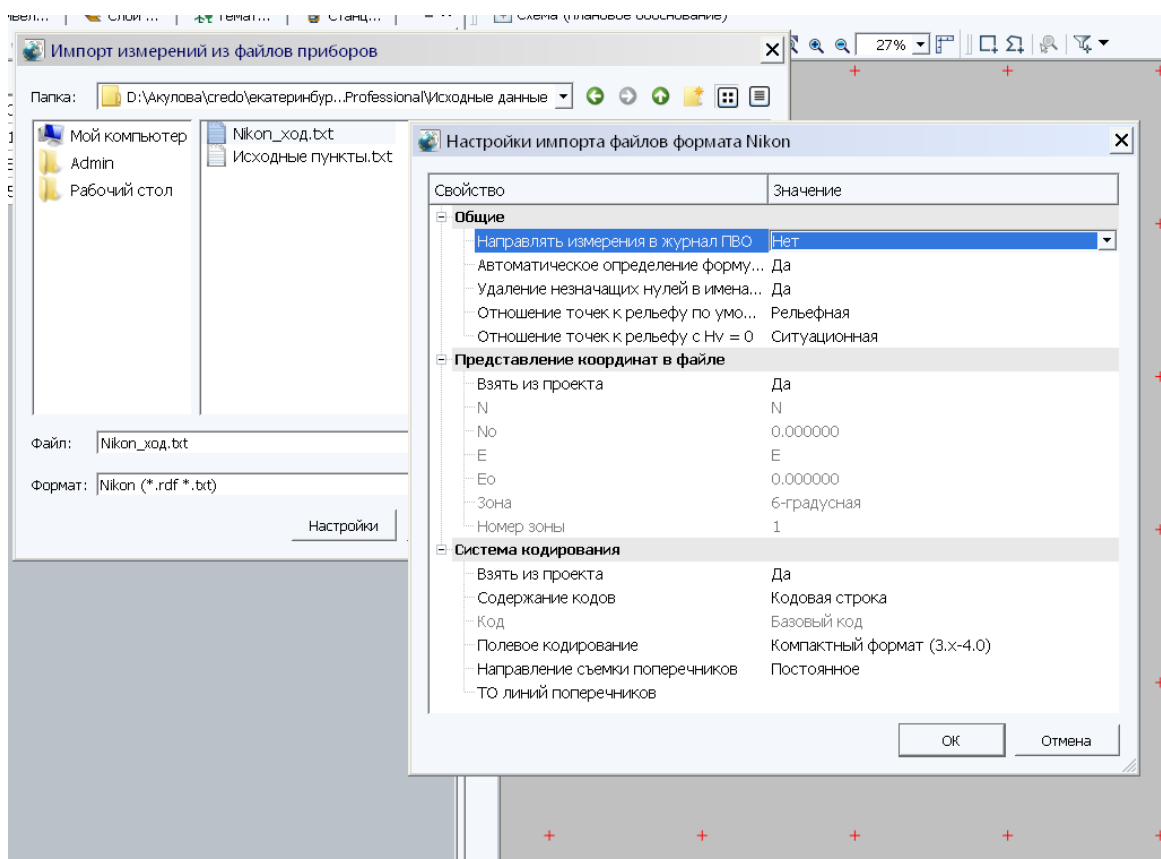 Схема (плановое обоснование)
Импорт измерений из файлов приборов
27%
Папка: D:\Акулова\credo\екатеринбур...Professional\Исходные данные
Мой компьютер
Admin
Рабочий стол
Nikon_ход.txt
Исходные пункты.txt
Файл: Nikon_ход.txt
Формат: Nikon (*.rdf *.txt)
Настройки
Настройки импорта файлов формата Nikon
Свойство Значение
Общие
Направлять измерения в журнал ПВО Нет
Автоматическое определение форму... Да
Удаление незначащих нулей в имена... Да
Отношение точек к рельефу по умо... Рельефная
Отношение точек к рельефу с Hv = 0 Ситуационная
Представление координат в файле
Взять из проекта Да
N N
No 0.000000
E E
Eo 0.000000
Зона 6-градусная
Номер зоны 1
Система кодирования
Взять из проекта Да
Содержание кодов Кодовая строка
Код Базовый код
Полевое кодирование Компактный формат (3.x-4.0)
Направление съемки поперечников Постоянное
ТО линий поперечников
ОК Отмена